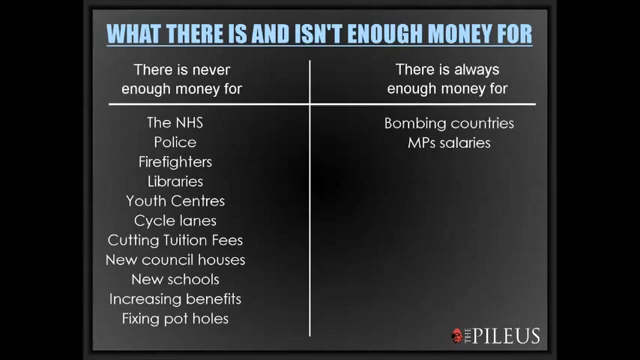 WHAT THERE IS AND ISN'T ENOUGH MONEY FOR
There is never
enough money for
The NHS
Police
Firefighters
Libraries
Youth Centres
Cycle lanes
Cutting Tuition Fees
New council houses
New schools
Increasing benefits
Fixing pot holes
There is always
enough money for
Bombing countries
MPs salaries
THE PILEUS